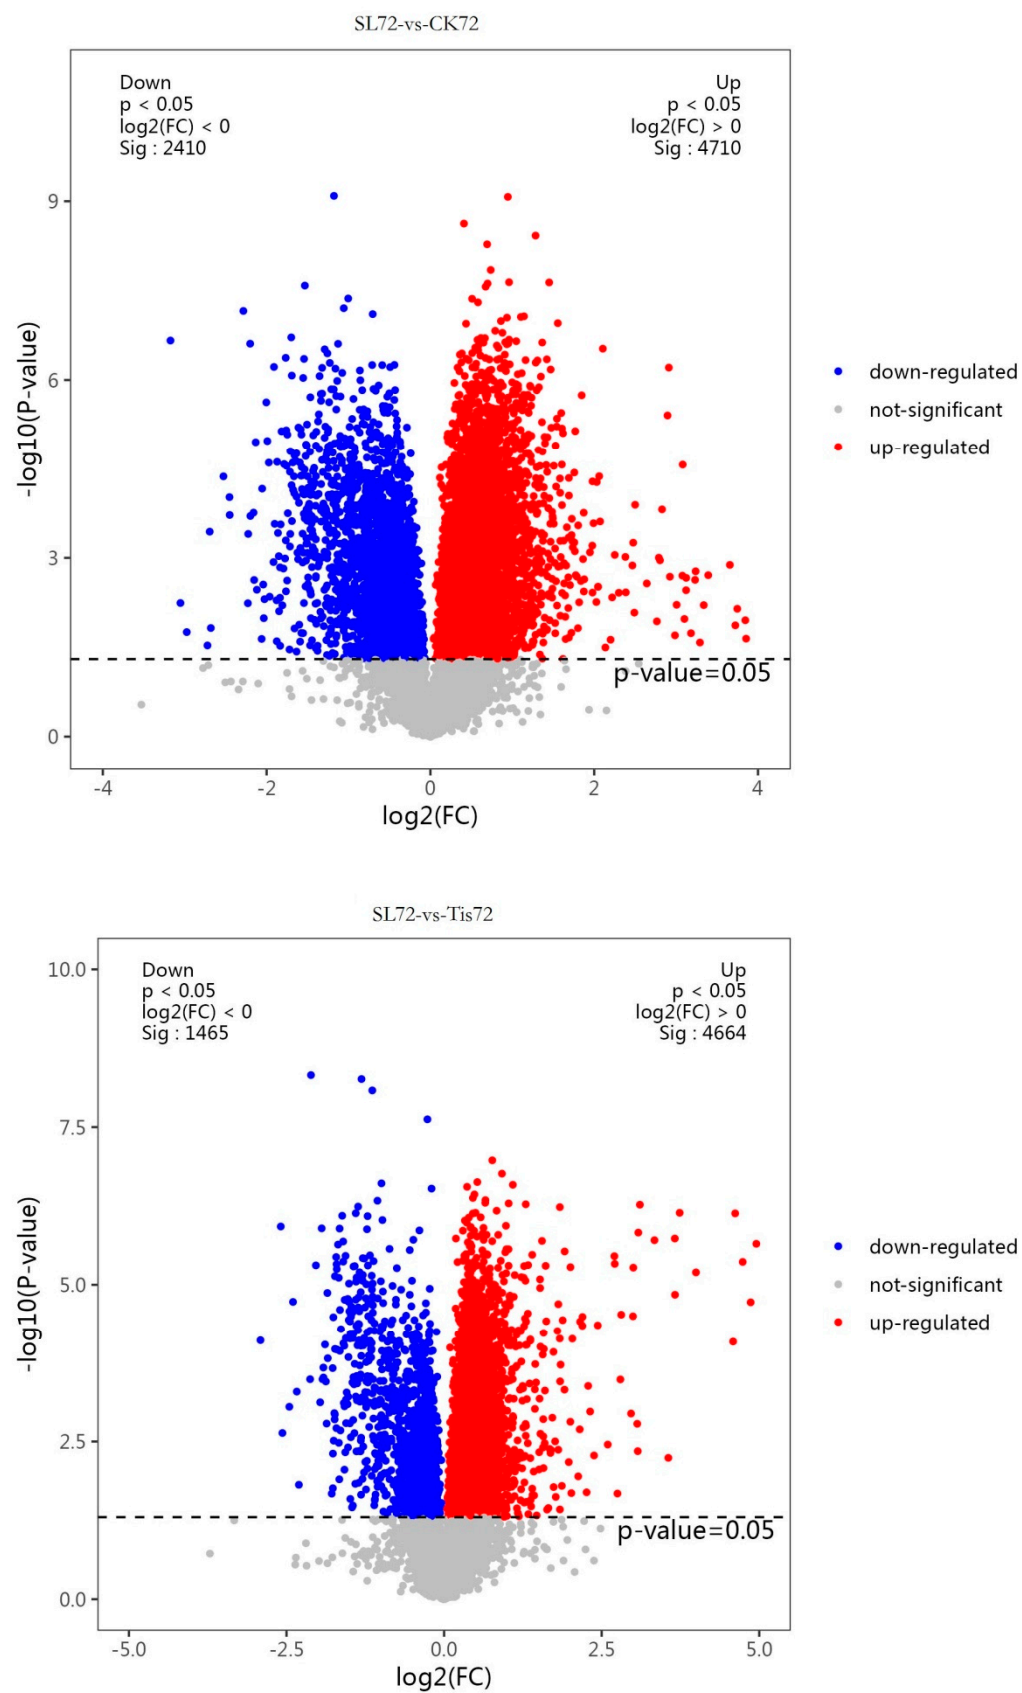 SL72-vs-CK72
Down
p < 0.05
log2(FC) < 0
Sig : 2410
Up
p < 0.05
log2(FC) > 0
Sig : 4710
9
6
3
0
-log10(P-value)
p-value=0.05
-4
-2
0
2
4
log2(FC)
down-regulated
not-significant
up-regulated
SL72-vs-Tis72
Down
p < 0.05
log2(FC) < 0
Sig : 1465
Up
p < 0.05
log2(FC) > 0
Sig : 4664
10.0
7.5
5.0
2.5
0.0
-log10(P-value)
p-value=0.05
-5.0
-2.5
0.0
2.5
5.0
log2(FC)
down-regulated
not-significant
up-regulated